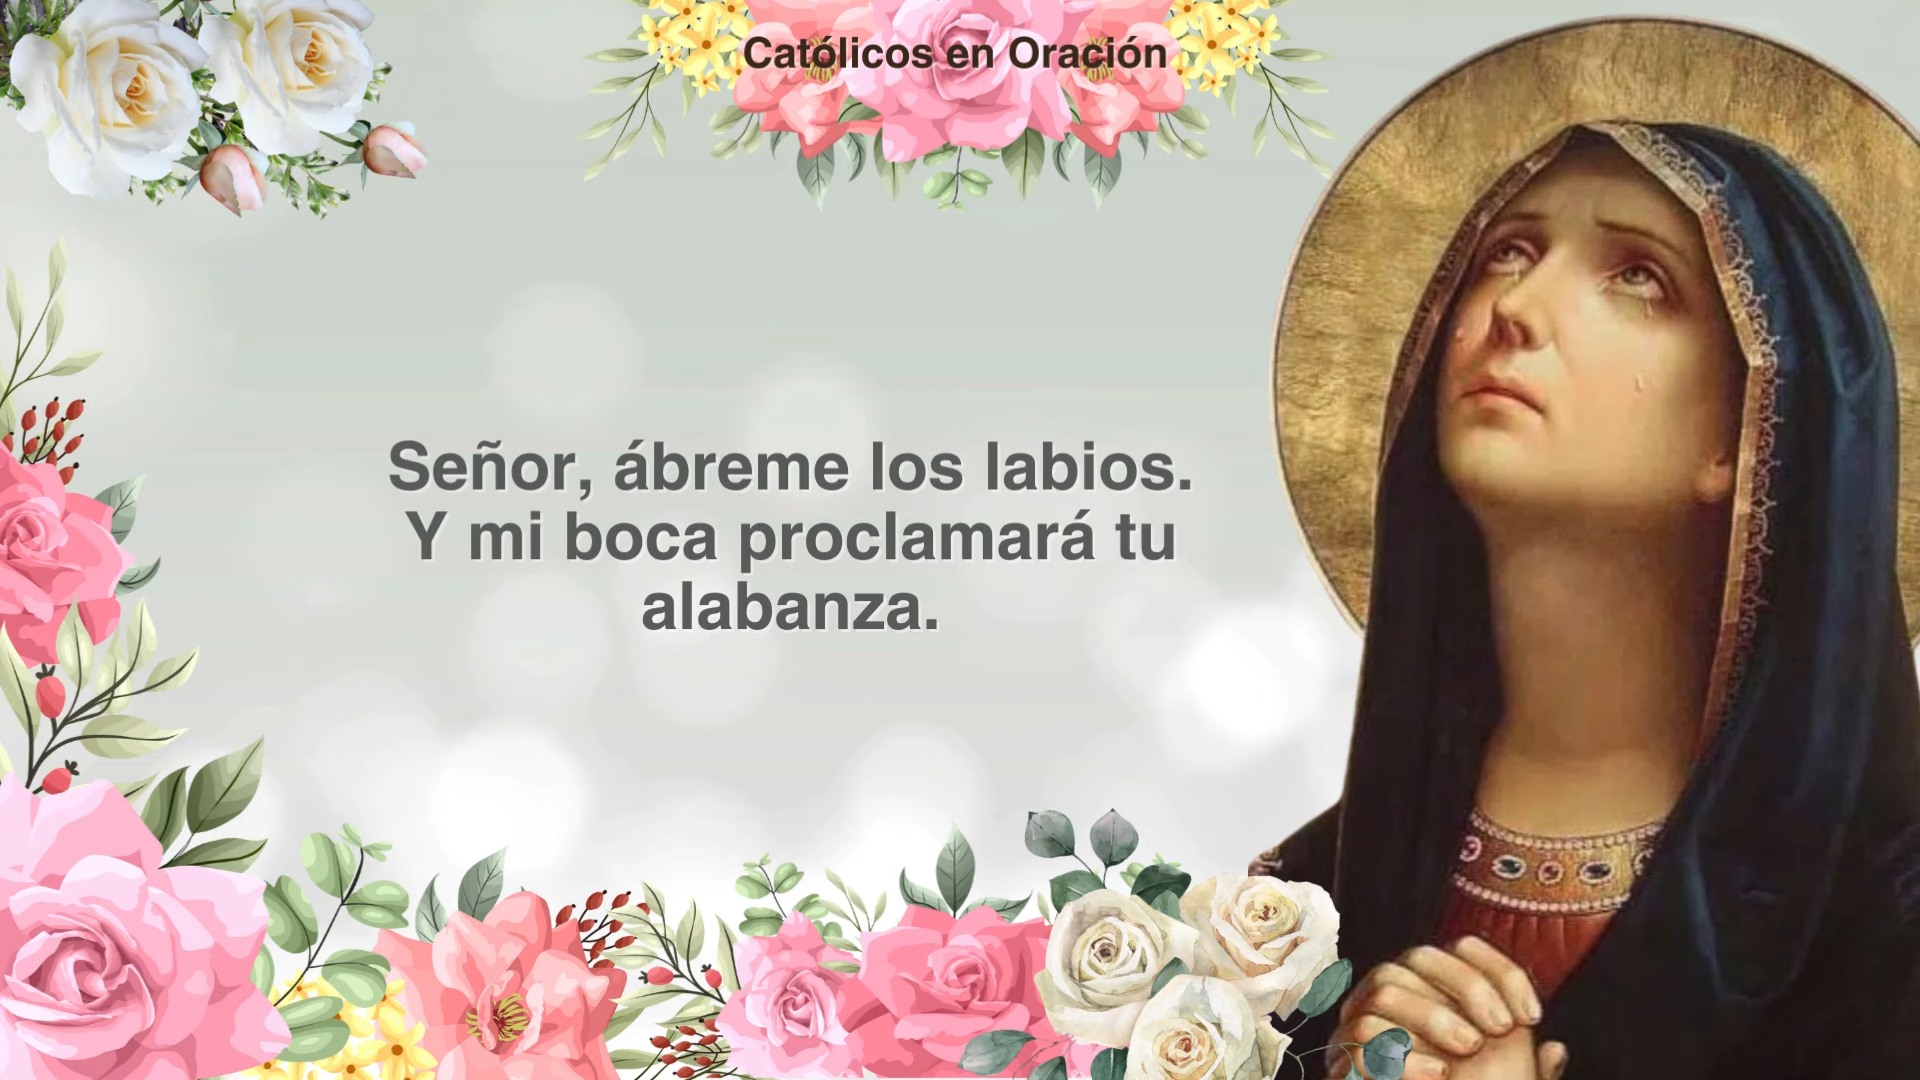 Católicos en Oración
Señor, ábreme los labios.
Y mi boca proclamará tu
alabanza.